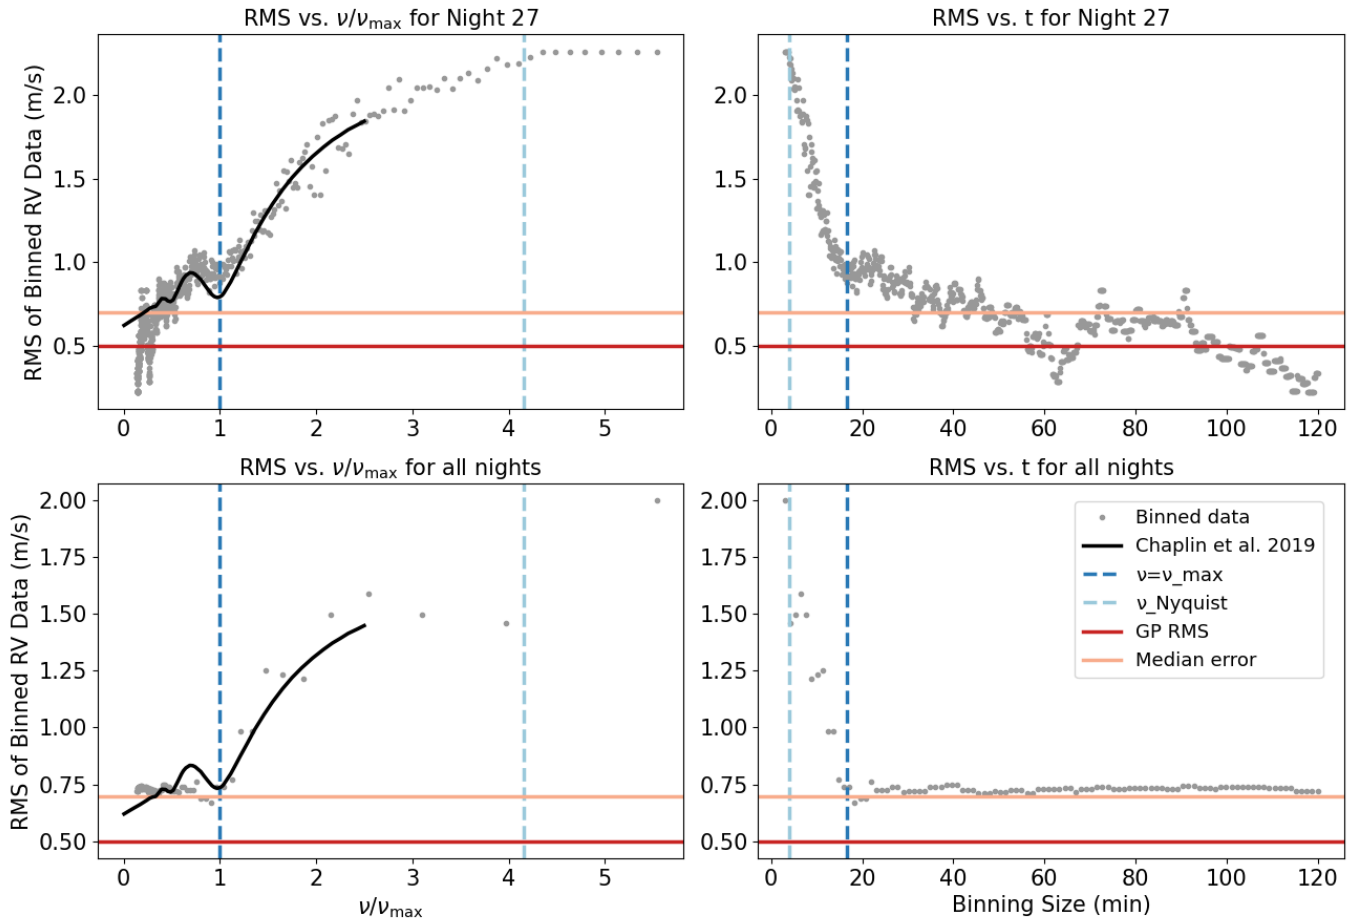 RMS vs. ν/ν_max for Night 27
RMS vs. t for Night 27
RMS of Binned RV Data (m/s)
2.0
1.5
1.0
0.5
0 1 2 3 4 5
2.0
1.5
1.0
0.5
0 20 40 60 80 100 120
RMS vs. ν/ν_max for all nights
RMS vs. t for all nights
RMS of Binned RV Data (m/s)
2.00
1.75
1.50
1.25
1.00
0.75
0.50
0 1 2 3 4 5
ν/ν_max
2.00
1.75
1.50
1.25
1.00
0.75
0.50
Binned data
Chaplin et al. 2019
ν=ν_max
ν_Nyquist
GP RMS
Median error
0 20 40 60 80 100 120
Binning Size (min)